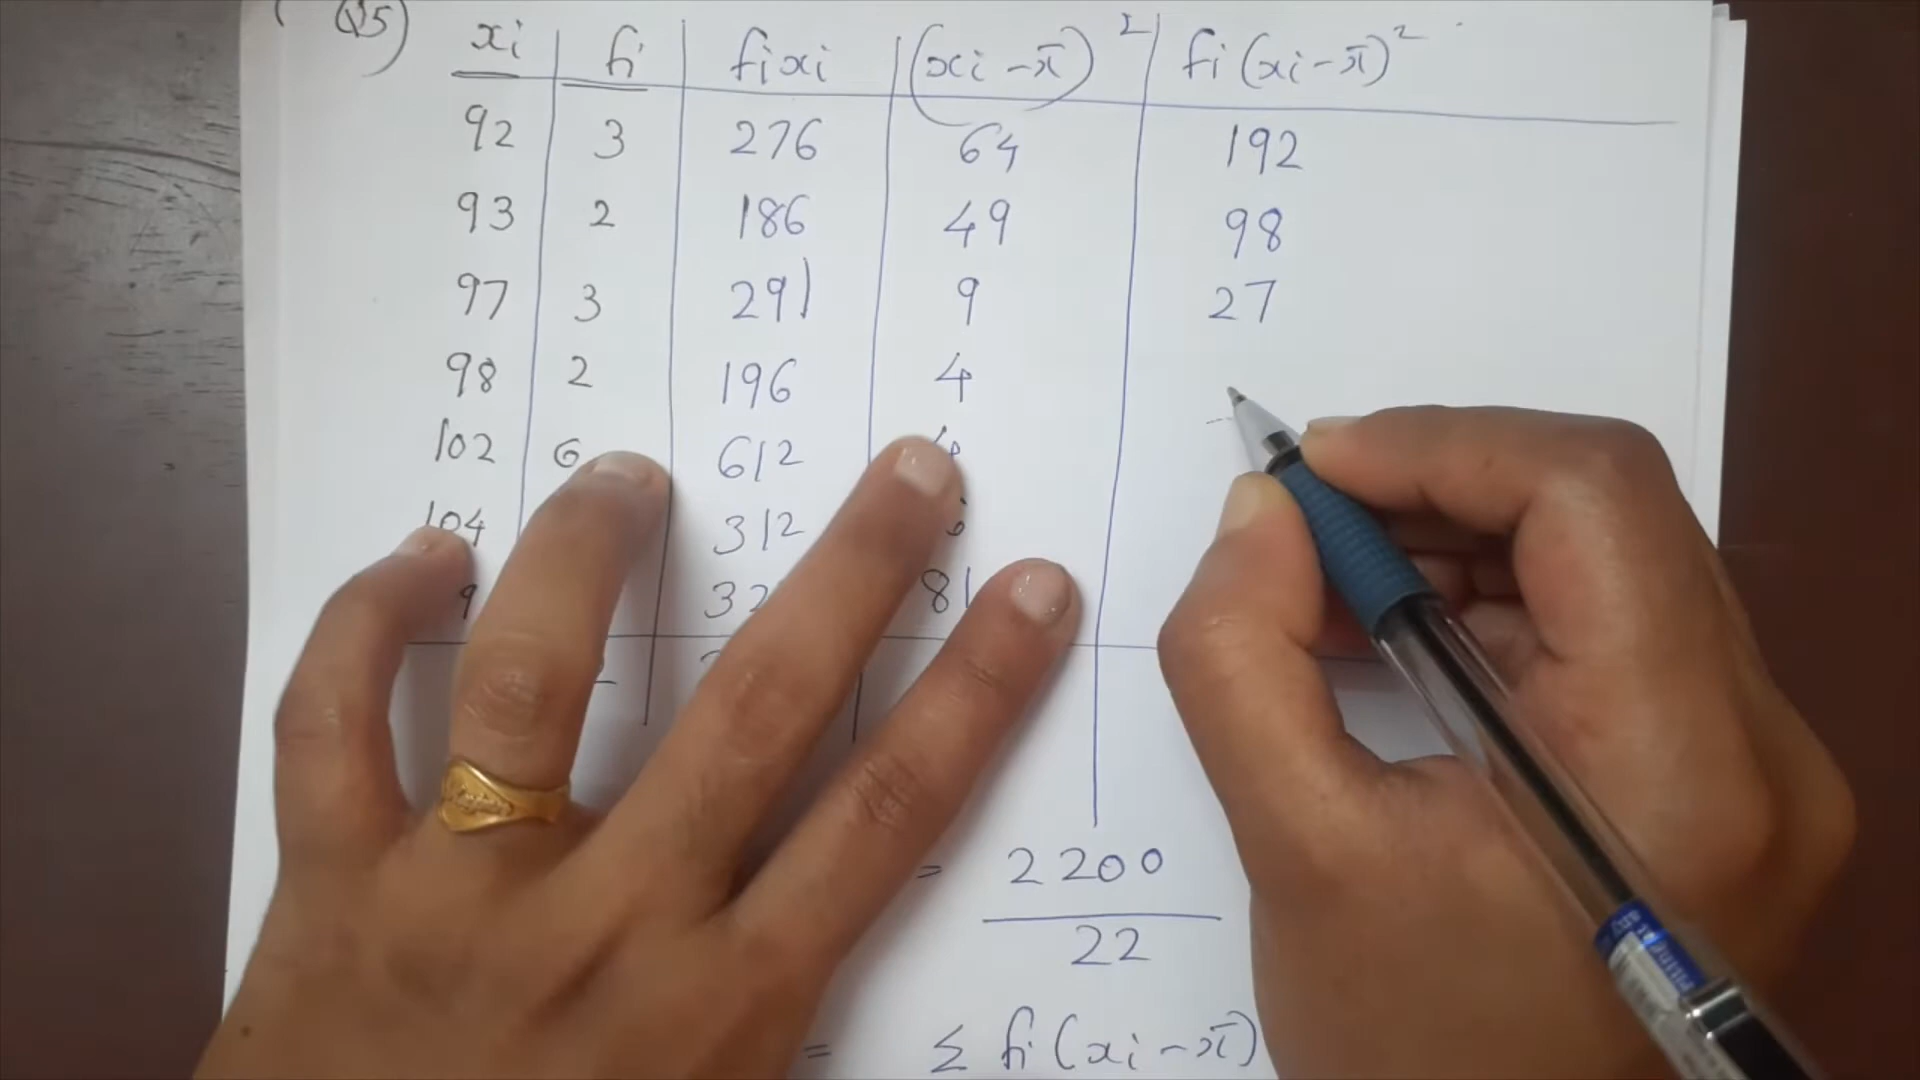 Q5) xi fi fixi (xi - x̄)² fi (xi - x̄)²
92 3 276 64 192
93 2 186 49 98
97 3 291 9 27
98 2 196 4
102 6 612
104 312
81
= 2200
22
= Σ fi (xi - x̄)